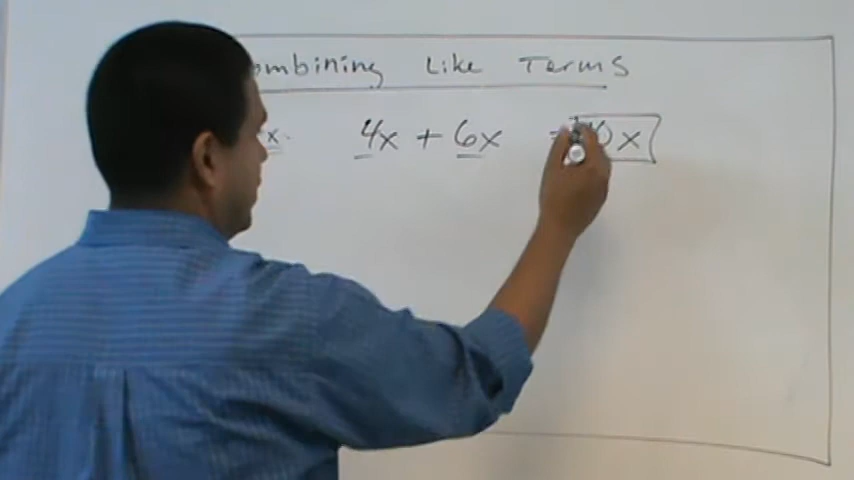 ombining Like Terms
x. 4x + 6x = 10x